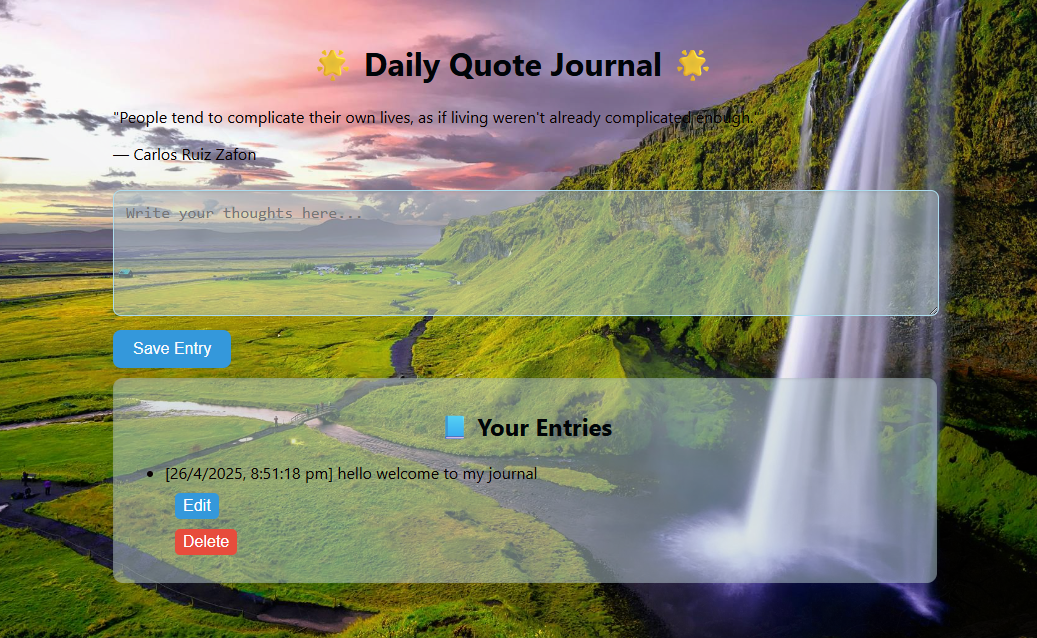 🌟 Daily Quote Journal 🌟
"People tend to complicate their own lives, as if living weren't already complicated enough."
— Carlos Ruiz Zafon
Write your thoughts here...
Save Entry
📘 Your Entries
• [26/4/2025, 8:51:18 pm] hello welcome to my journal
Edit
Delete